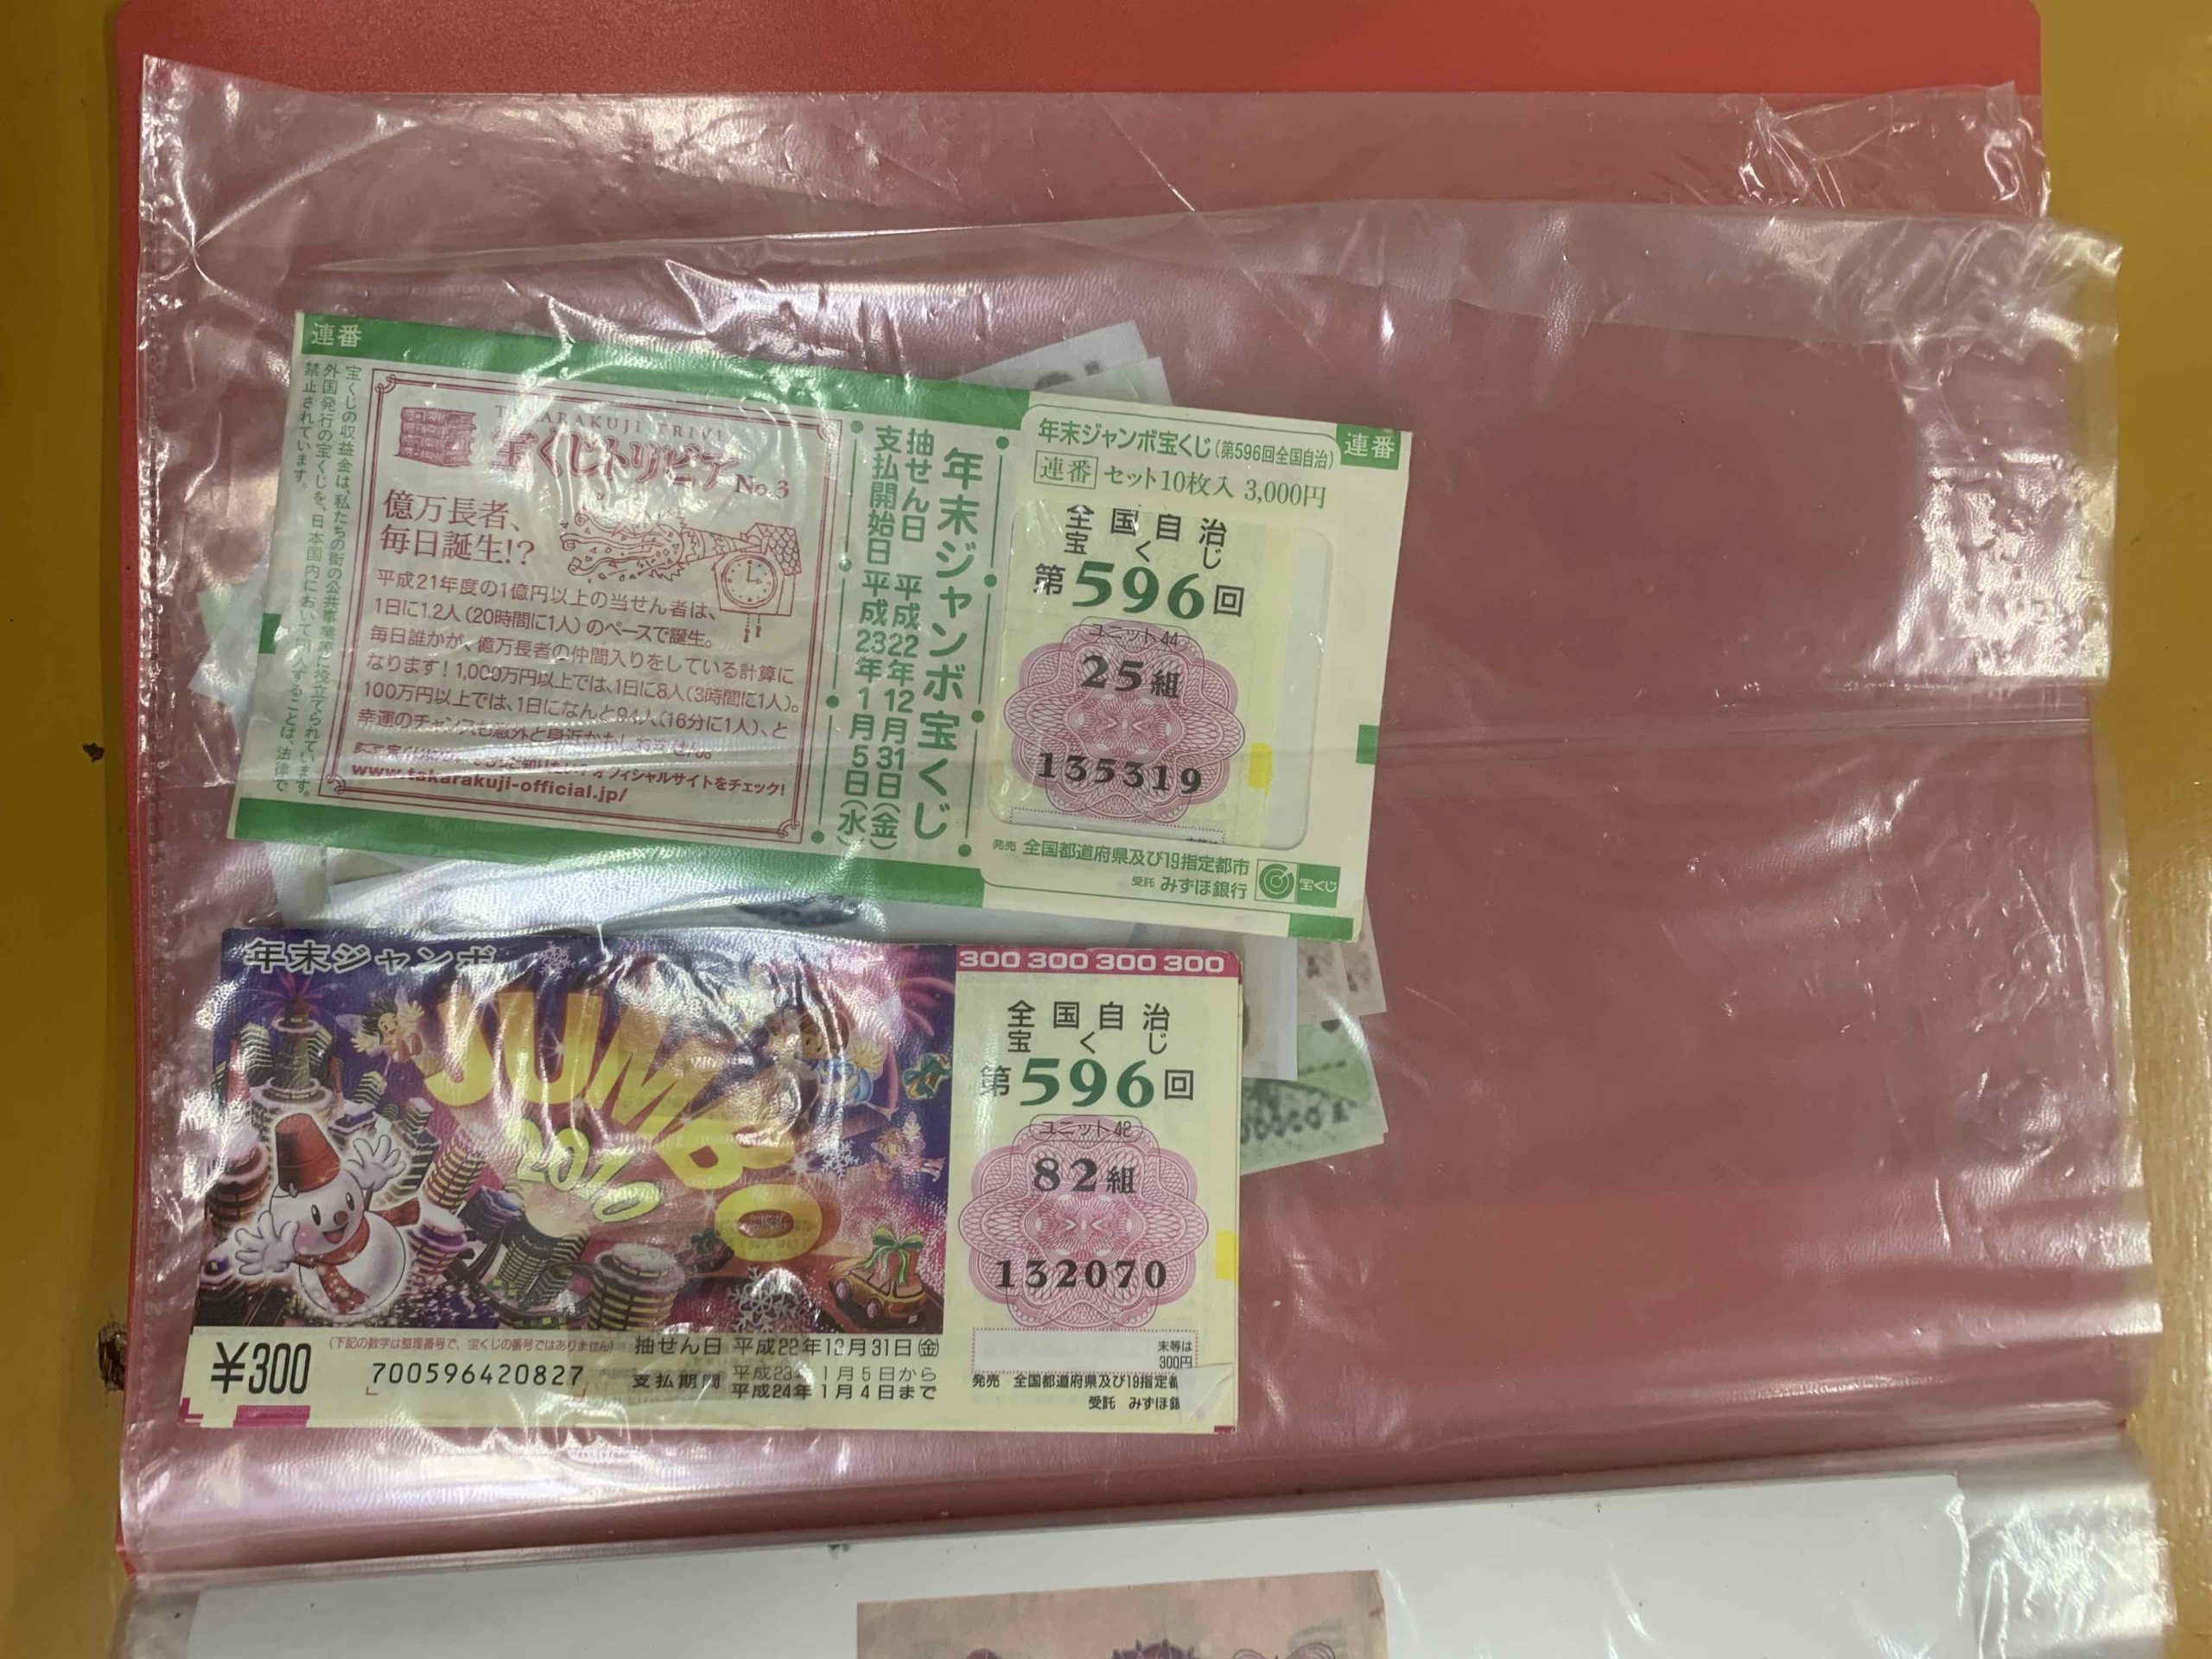 連番
宝くじの収益金は、私たちの街の公共事業等に役立てられています。
外国発行の宝くじを、日本国内において購入することは、法律で
禁止されています。
TAKARAKUJI TRIVI
宝くじトリビア No.3
億万長者、
毎日誕生!?
平成21年度の1億円以上の当せん者は、
1日に1.2人(20時間に1人)のペースで誕生。
毎日誰かが、億万長者の仲間入りをしている計算に
なります!1,000万円以上では、1日に8人(3時間に1人)。
100万円以上では、1日になんと94人(16分に1人)、と
幸運のチャンスも意外と身近かもしれません。
オフィシャルサイトをチェック!
www.takarakuji-official.jp/
年末ジャンボ宝くじ
抽せん日 平成22年12月31日(金)
支払開始日 平成23年1月5日(水)
年末ジャンボ宝くじ(第596回全国自治)
連番
連番 セット10枚入 3,000円
全国自治
宝くじ
第596回
ユニット44
25組
135319
発売 全国都道府県及び19指定都市
受託 みずほ銀行
宝くじ
年末ジャンボ
JUMBO
2010
¥300
(下記の数字は整理番号で、宝くじの番号ではありません)
700596420827
抽せん日 平成22年12月31日(金)
支払期間 平成23年1月5日から
平成24年1月4日まで
300 300 300 300
全国自治
宝くじ
第596回
ユニット42
82組
132070
末等は
300円
発売 全国都道府県及び19指定
受託 みずほ